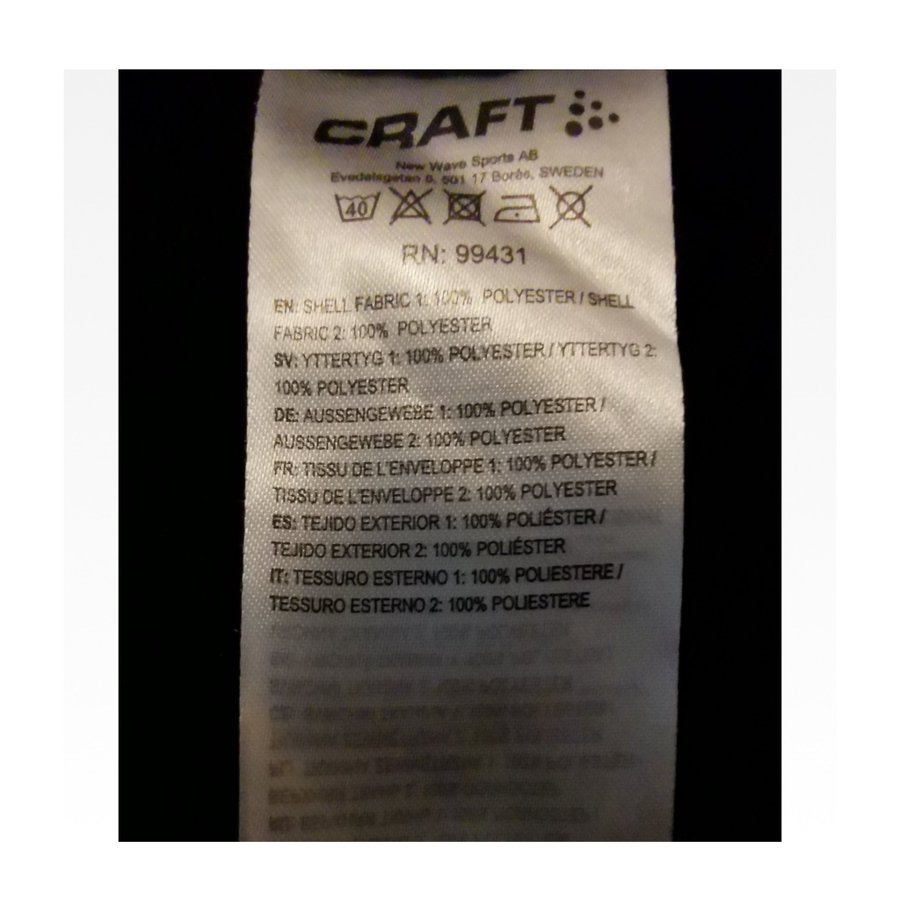 CRAFT
New Wave Sports AB
Evedalsgatan 5, 501 17 Borås, SWEDEN
40
RN: 99431
EN: SHELL FABRIC 1: 100% POLYESTER / SHELL
FABRIC 2: 100% POLYESTER
SV: YTTERTYG 1: 100% POLYESTER / YTTERTYG 2:
100% POLYESTER
DE: AUSSENGEWEBE 1: 100% POLYESTER /
AUSSENGEWEBE 2: 100% POLYESTER
FR: TISSU DE L'ENVELOPPE 1: 100% POLYESTER /
TISSU DE L'ENVELOPPE 2: 100% POLYESTER
ES: TEJIDO EXTERIOR 1: 100% POLIÉSTER /
TEJIDO EXTERIOR 2: 100% POLIÉSTER
IT: TESSURO ESTERNO 1: 100% POLIESTERE /
TESSURO ESTERNO 2: 100% POLIESTERE